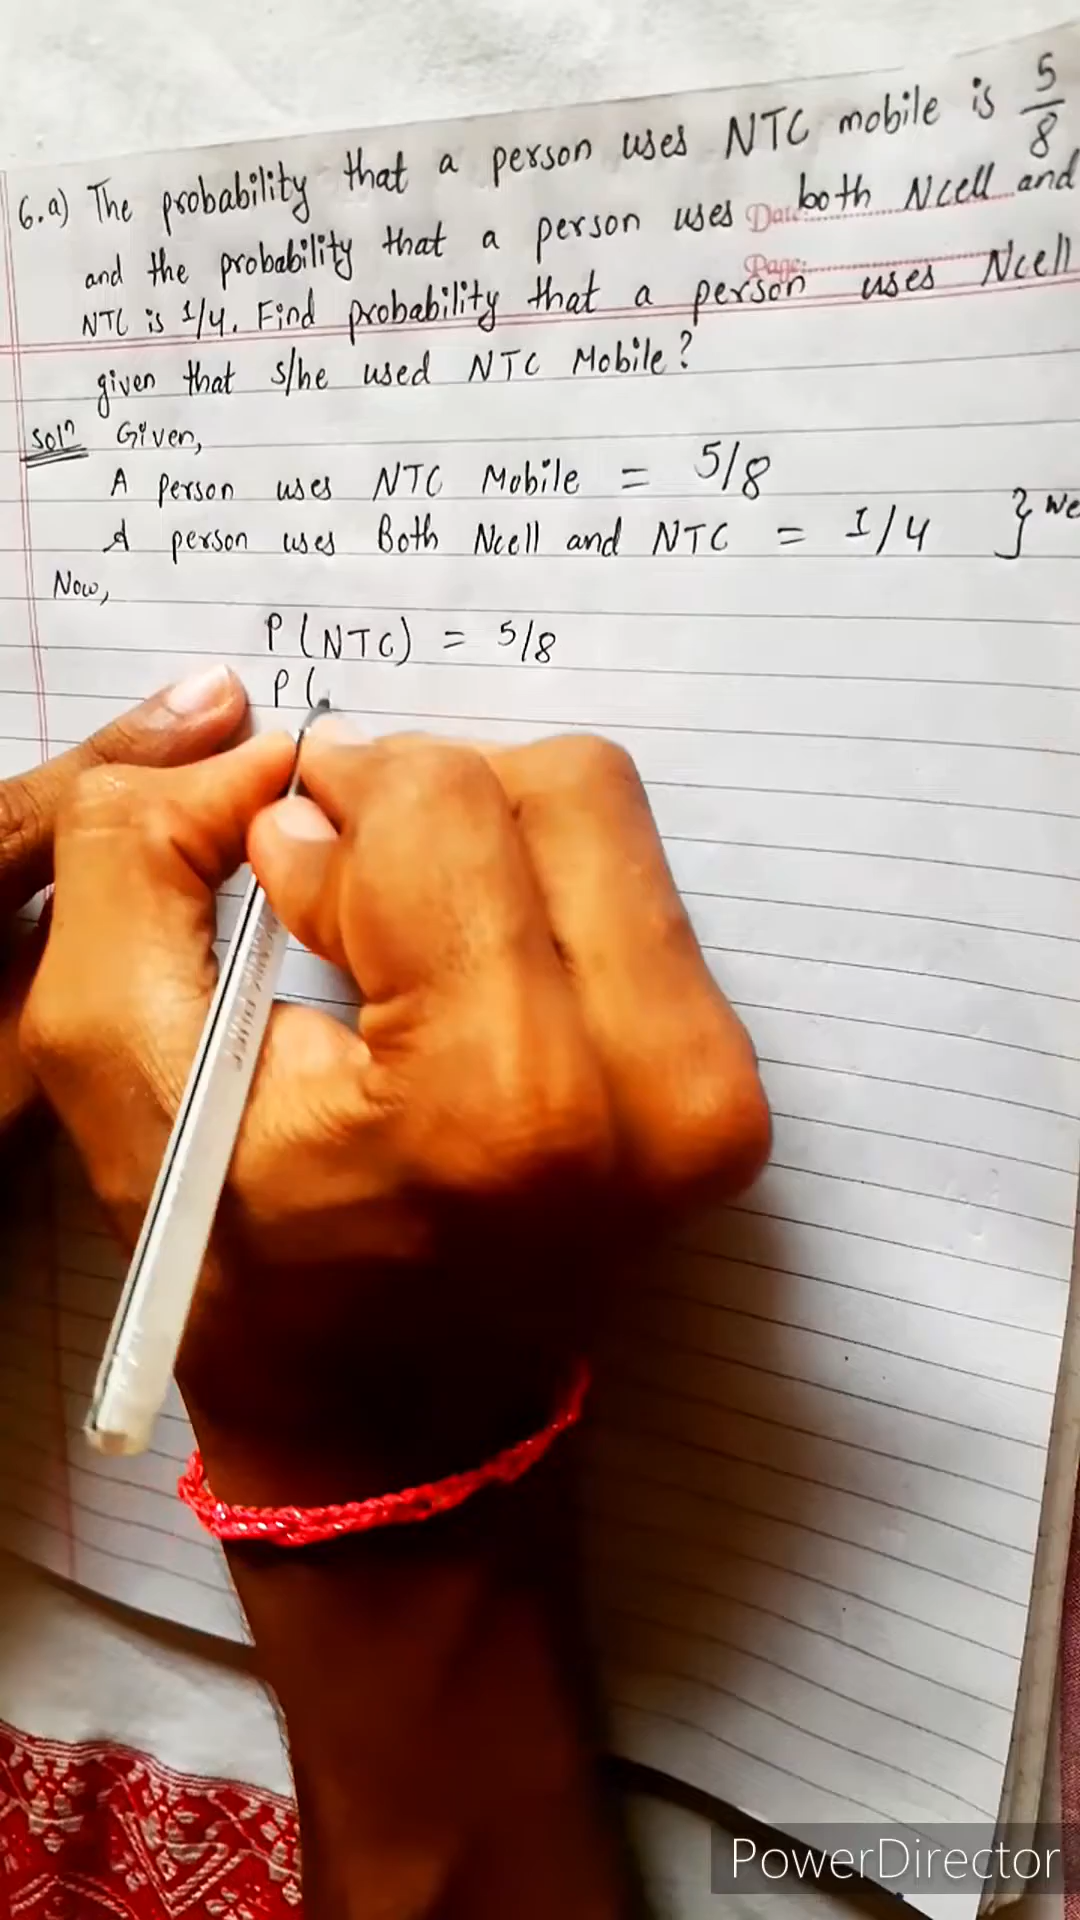 6.a) The probability that a person uses NTC mobile is 5/8
and the probability that a person uses both Ncell and
Date:
NTC is 1/4. Find probability that a person uses Ncell
Page:
given that s/he used NTC Mobile?
Solⁿ Given,
A person uses NTC Mobile = 5/8
A person uses Both Ncell and NTC = 1/4 } we
Now,
P(NTC) = 5/8
P(
PowerDirector